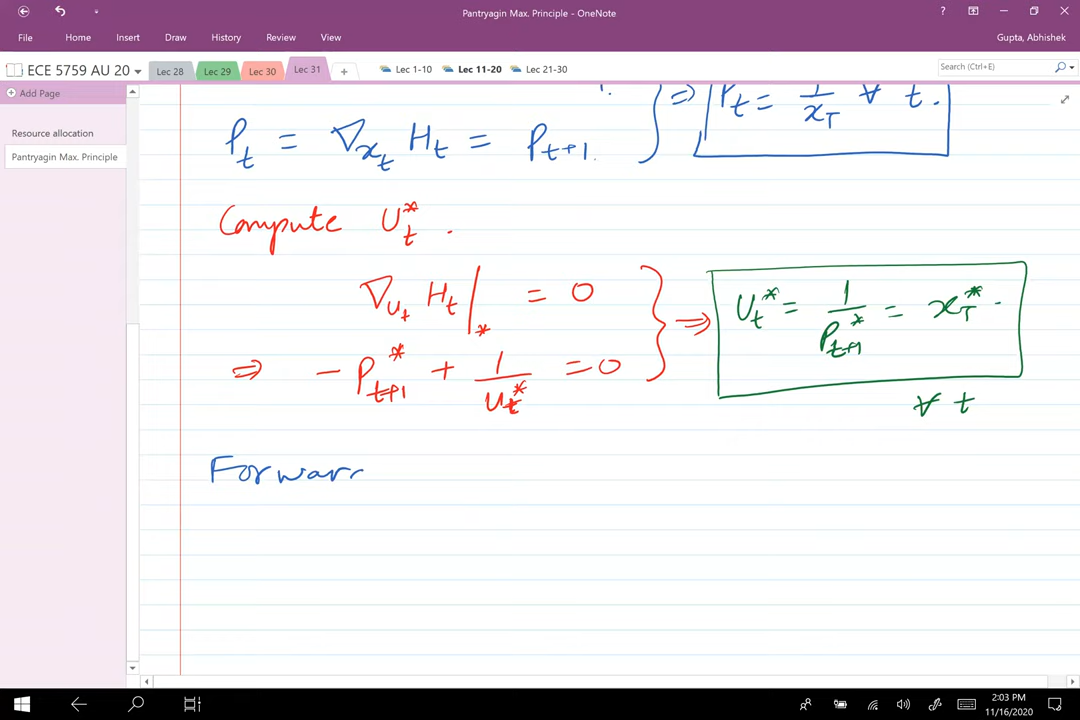 Pantryagin Max. Principle - OneNote
File Home Insert Draw History Review View
Gupta, Abhishek
ECE 5759 AU 20
Lec 28 Lec 29 Lec 30 Lec 31
Lec 1-10 Lec 11-20 Lec 21-30
Search (Ctrl+E)
Add Page
Resource allocation
Pantryagin Max. Principle
P_t = ∇_{x_t} H_t = P_{t+1}. } ⇒ P_t = 1/x_T ∀ t.
Compute U_t^*.
∇_{U_t} H_t |_* = 0
⇒ -P_{t+1}^* + 1/U_t^* = 0 } ⇒ U_t^* = 1/P_{t+1}^* = x_T^*.
∀ t
Forwarr
2:03 PM
11/16/2020